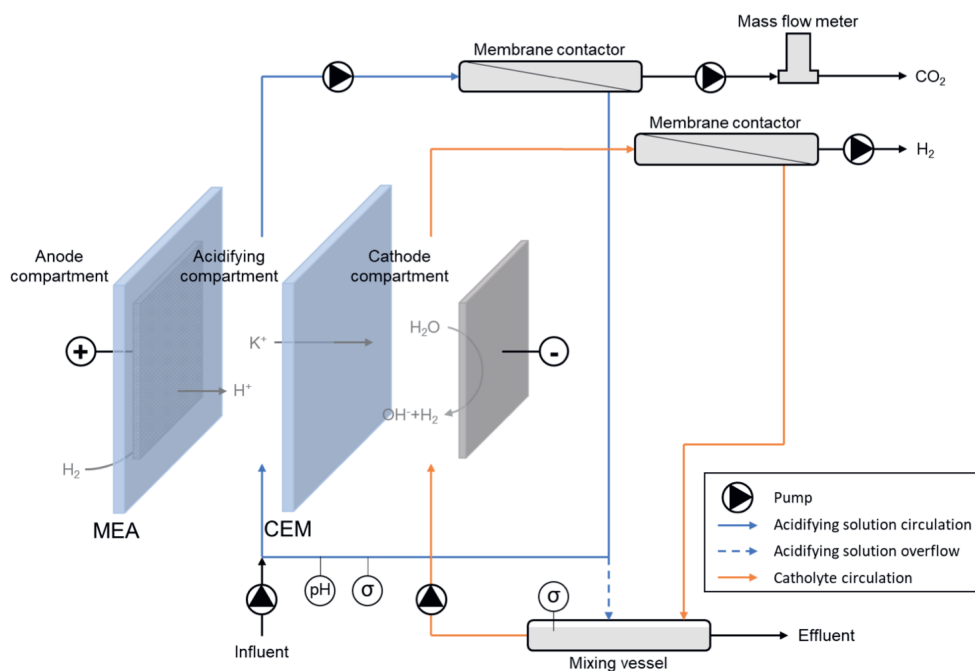 Mass flow meter
Membrane contactor
CO₂
Membrane contactor
H₂
Anode
compartment
Acidifying
compartment
Cathode
compartment
+
K⁺
H₂O
-
H⁺
OH⁻+H₂
H₂
MEA
CEM
Pump
Acidifying solution circulation
Acidifying solution overflow
Catholyte circulation
pH
σ
σ
Influent
Effluent
Mixing vessel